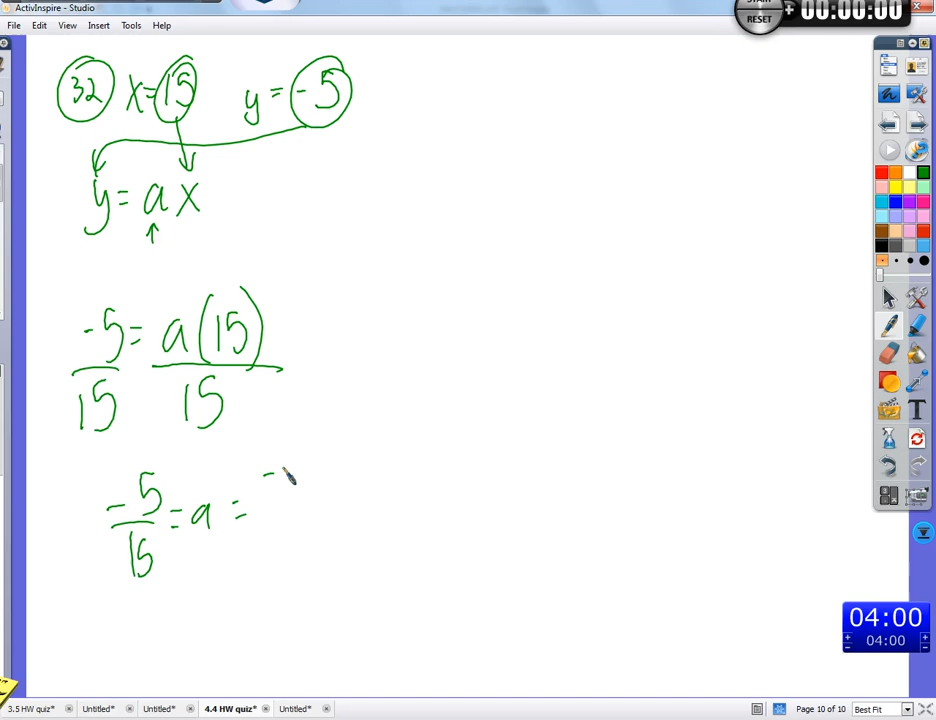 ActivInspire - Studio
File Edit View Insert Tools Help
START
RESET
00:00:00
32 x=15 y=-5
y=ax
-5=a(15)
15 15
-5
15
=a= -
04:00
04:00
3.5 HW quiz* Untitled* Untitled* 4.4 HW quiz* Untitled* Page 10 of 10 Best Fit